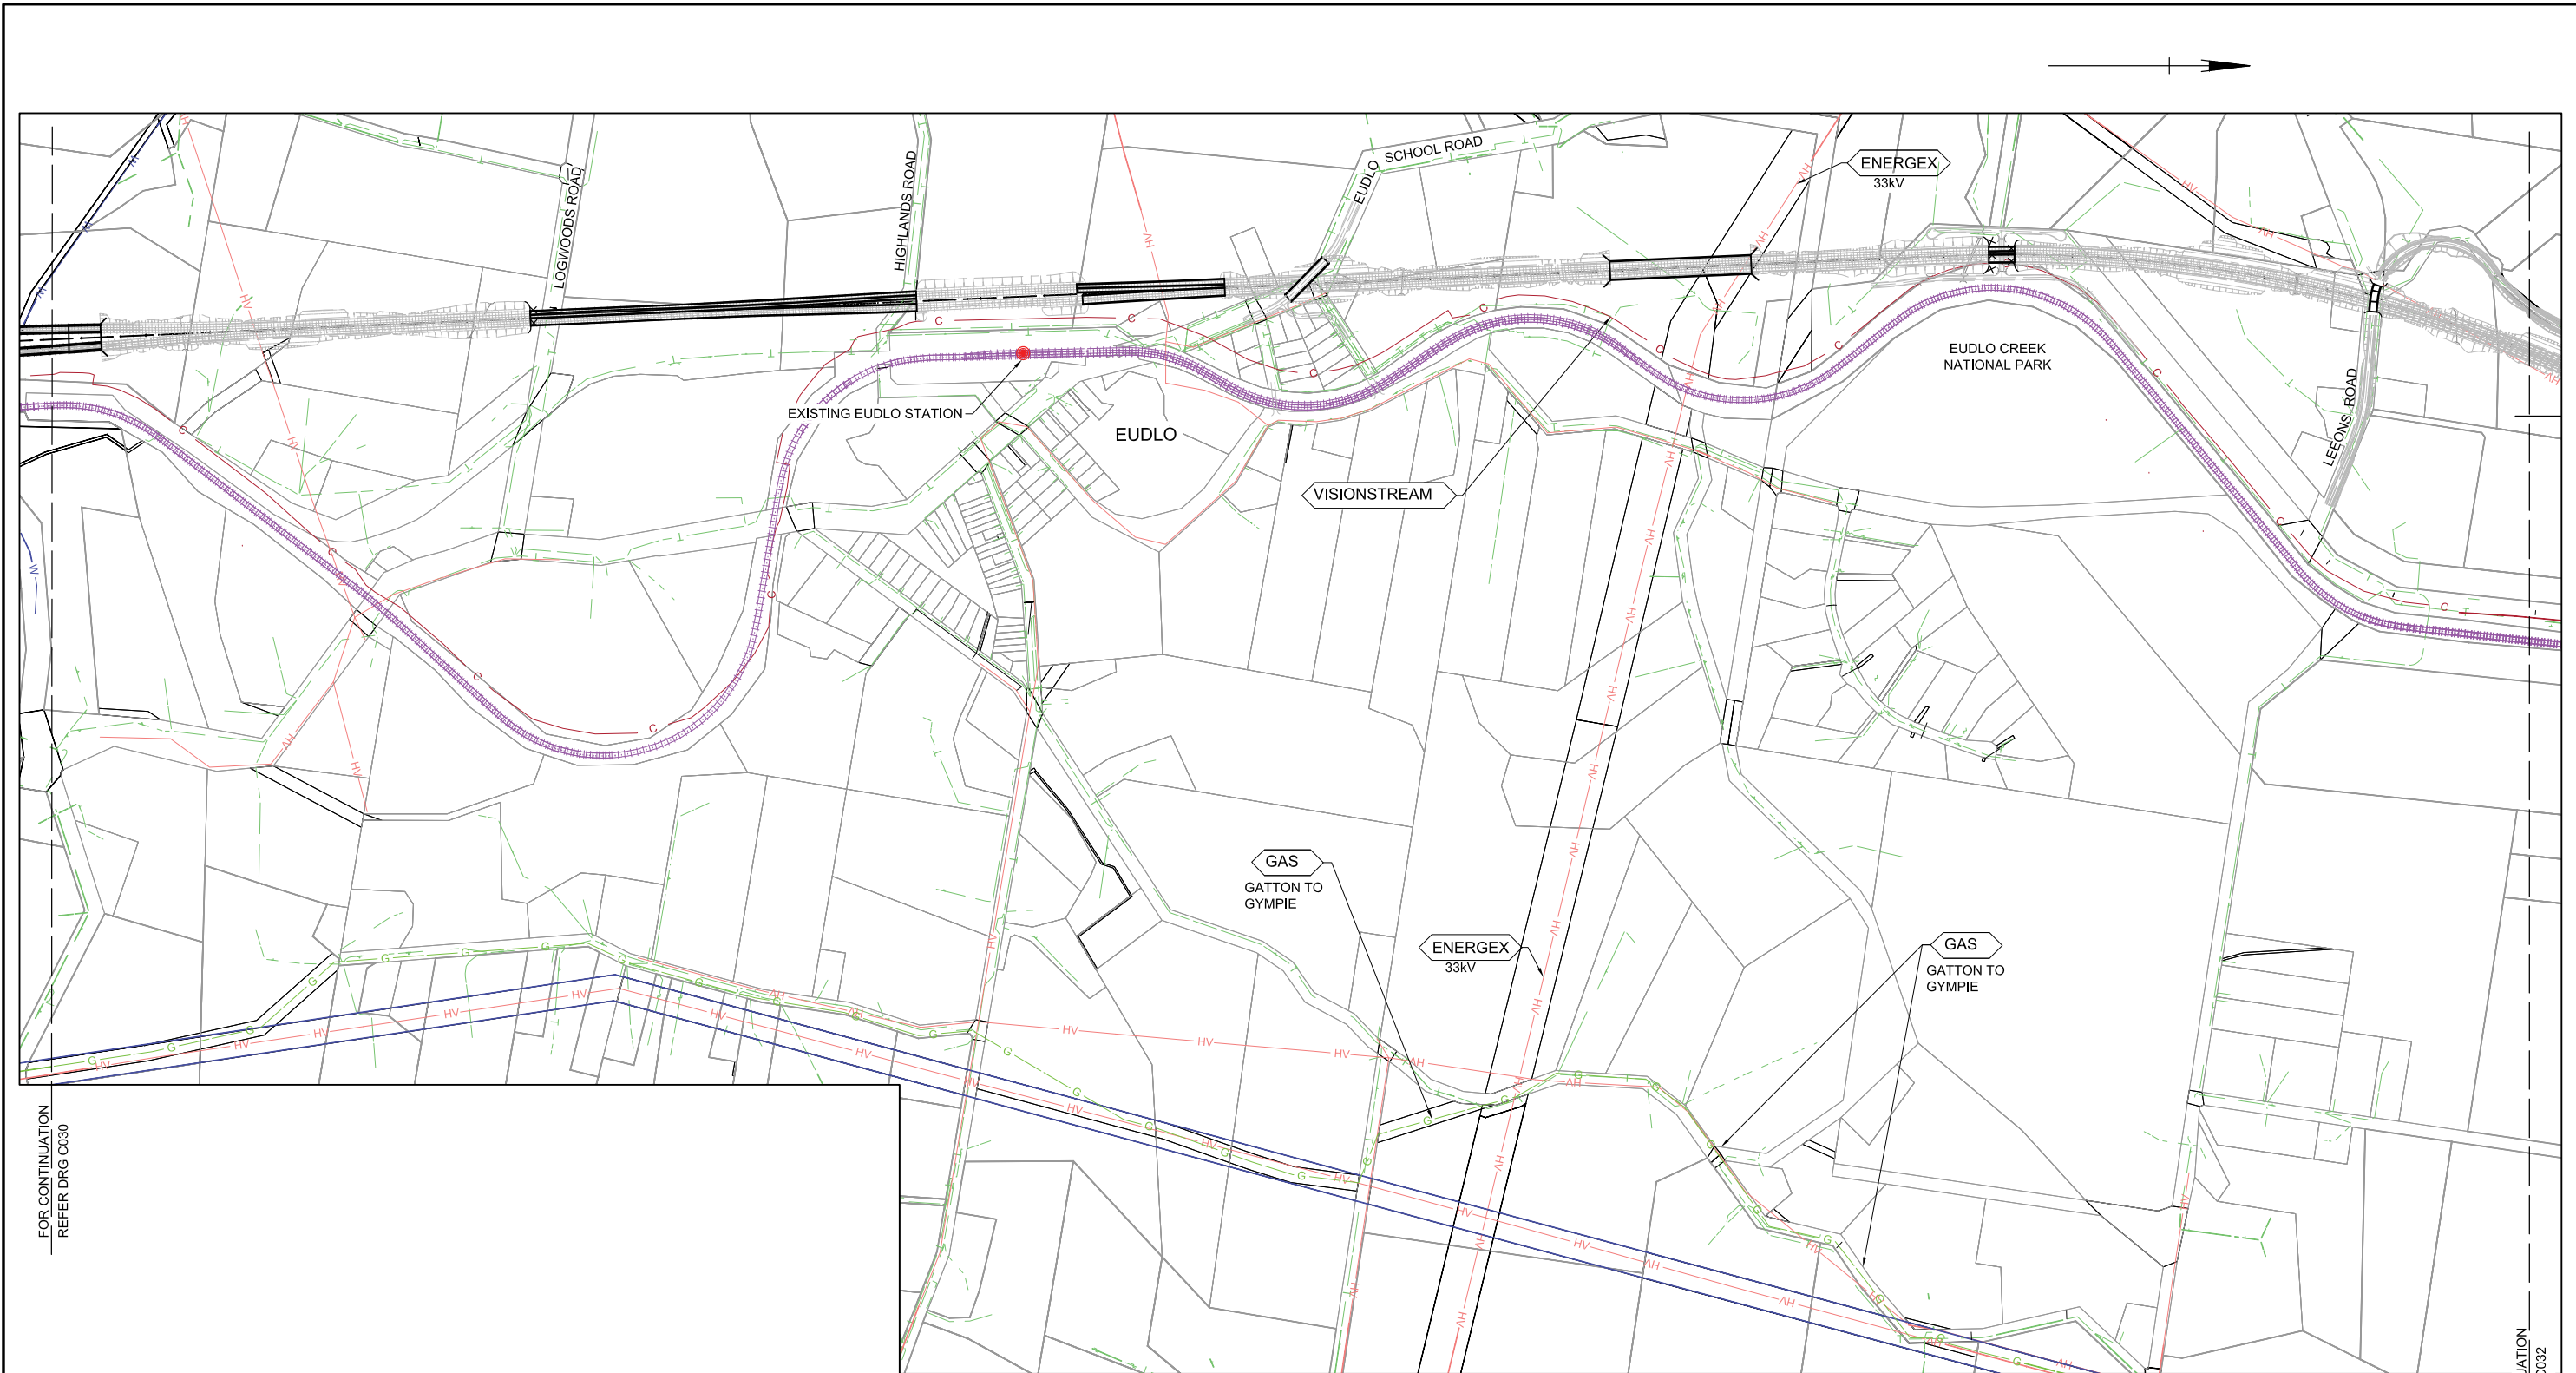 ENERGEX
33kV
EUDLO SCHOOL ROAD
LOGWOODS ROAD
HIGHLANDS ROAD
EUDLO CREEK
NATIONAL PARK
LEEONS ROAD
EXISTING EUDLO STATION
EUDLO
VISIONSTREAM
GAS
GATTON TO
GYMPIE
ENERGEX
33kV
GAS
GATTON TO
GYMPIE
FOR CONTINUATION
REFER DRG C030